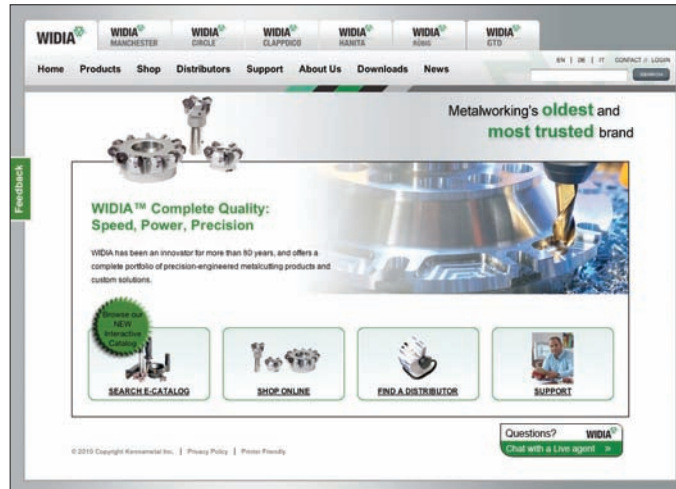 WIDIA
WIDIA MANCHESTER
WIDIA CIRCLE
WIDIA CLAPPDICO
WIDIA HANITA
WIDIA RÜBIG
WIDIA GTD
EN | DE | IT CONTACT // LOGIN
Home Products Shop Distributors Support About Us Downloads News
SEARCH
Metalworking's oldest and
most trusted brand
Feedback
WIDIA™ Complete Quality:
Speed, Power, Precision
WIDIA has been an innovator for more than 80 years, and offers a
complete portfolio of precision-engineered metalcutting products and
custom solutions.
Browse our
NEW
Interactive
Catalog
SEARCH E-CATALOG
SHOP ONLINE
FIND A DISTRIBUTOR
SUPPORT
Questions? WIDIA
Chat with a Live agent »
© 2010 Copyright Kennametal Inc. | Privacy Policy | Printer Friendly